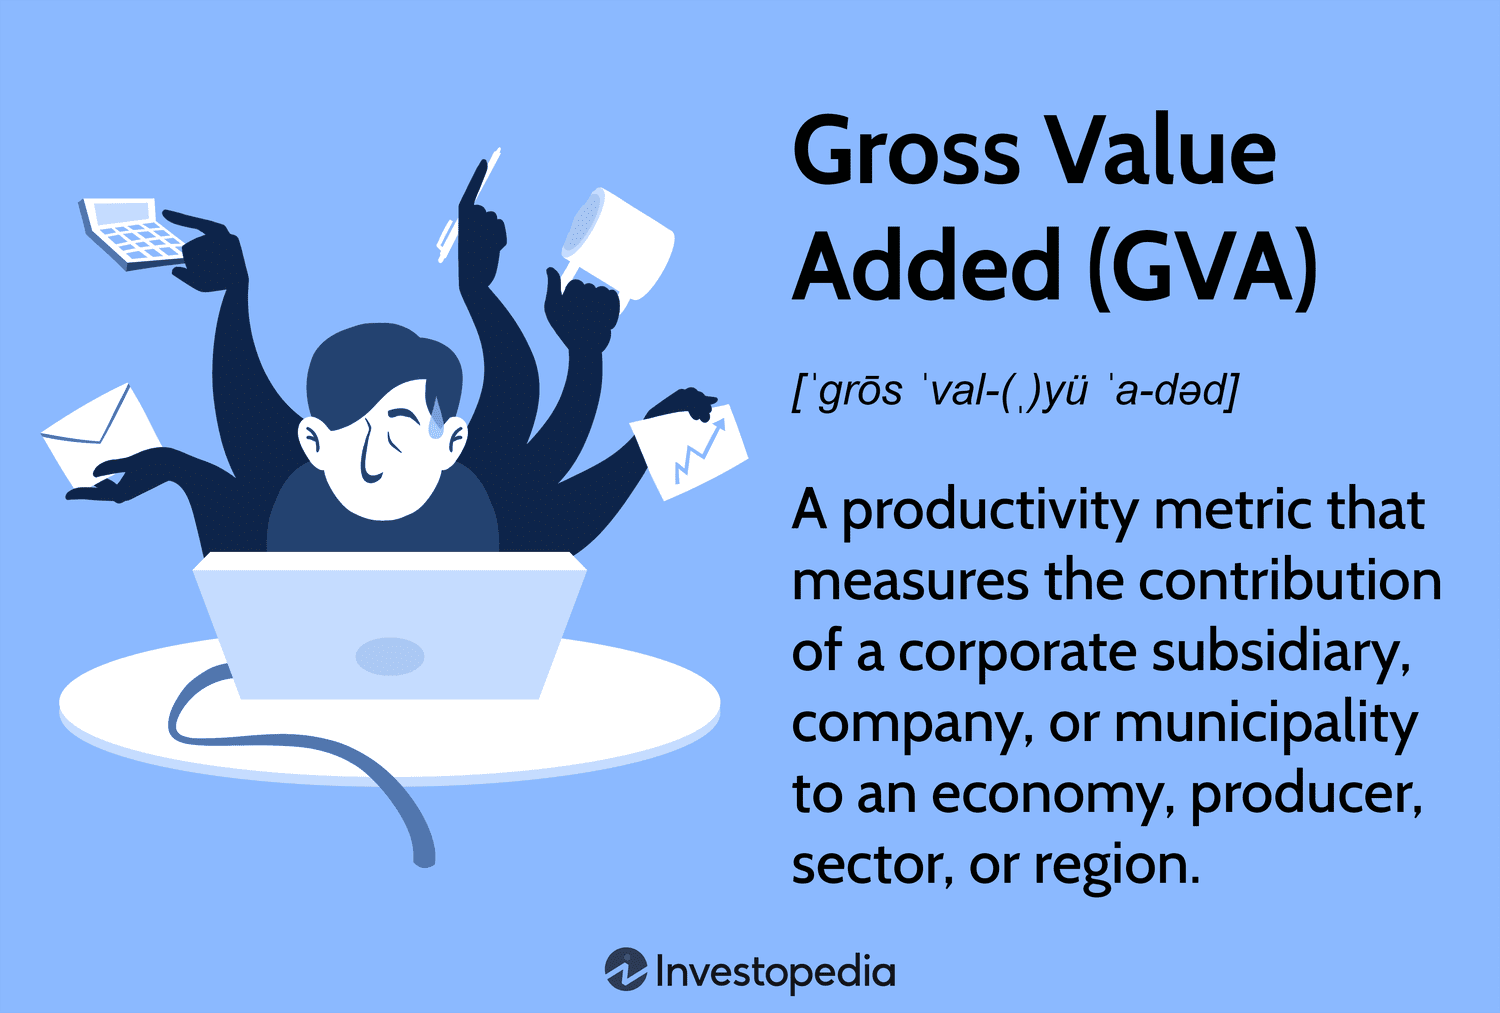 Gross Value
Added (GVA)
[ˈgrōs ˈval-(ˌ)yü ˈa-dəd]
A productivity metric that
measures the contribution
of a corporate subsidiary,
company, or municipality
to an economy, producer,
sector, or region.
Investopedia